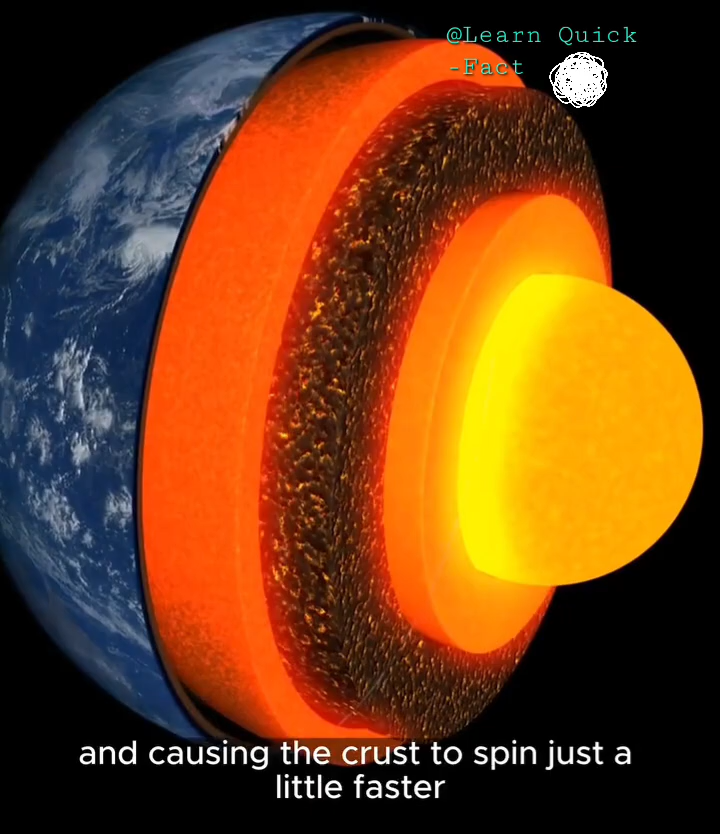 @Learn Quick
-Fact
and causing the crust to spin just a
little faster